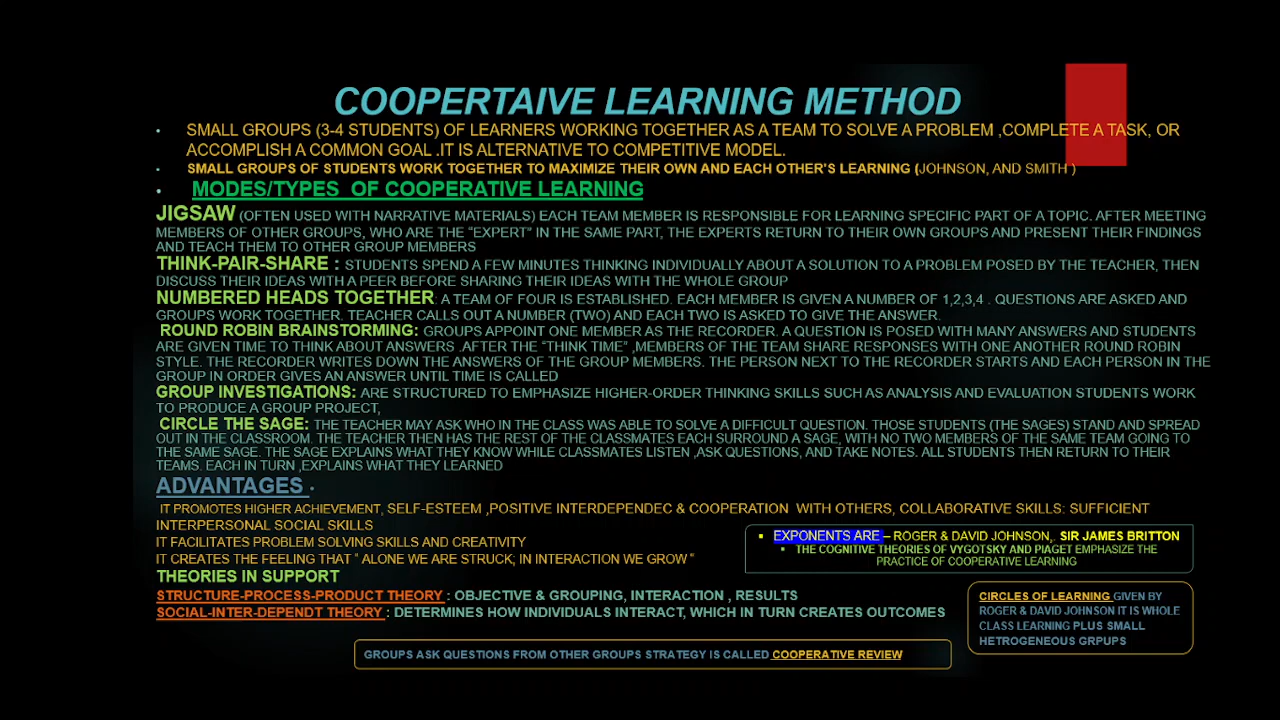 COOPERTAIVE LEARNING METHOD
• SMALL GROUPS (3-4 STUDENTS) OF LEARNERS WORKING TOGETHER AS A TEAM TO SOLVE A PROBLEM ,COMPLETE A TASK, OR
ACCOMPLISH A COMMON GOAL .IT IS ALTERNATIVE TO COMPETITIVE MODEL.
• SMALL GROUPS OF STUDENTS WORK TOGETHER TO MAXIMIZE THEIR OWN AND EACH OTHER'S LEARNING (JOHNSON, AND SMITH )
• MODES/TYPES OF COOPERATIVE LEARNING
JIGSAW (OFTEN USED WITH NARRATIVE MATERIALS) EACH TEAM MEMBER IS RESPONSIBLE FOR LEARNING SPECIFIC PART OF A TOPIC. AFTER MEETING
MEMBERS OF OTHER GROUPS, WHO ARE THE "EXPERT" IN THE SAME PART, THE EXPERTS RETURN TO THEIR OWN GROUPS AND PRESENT THEIR FINDINGS
AND TEACH THEM TO OTHER GROUP MEMBERS
THINK-PAIR-SHARE : STUDENTS SPEND A FEW MINUTES THINKING INDIVIDUALLY ABOUT A SOLUTION TO A PROBLEM POSED BY THE TEACHER, THEN
DISCUSS THEIR IDEAS WITH A PEER BEFORE SHARING THEIR IDEAS WITH THE WHOLE GROUP
NUMBERED HEADS TOGETHER: A TEAM OF FOUR IS ESTABLISHED. EACH MEMBER IS GIVEN A NUMBER OF 1,2,3,4 . QUESTIONS ARE ASKED AND
GROUPS WORK TOGETHER. TEACHER CALLS OUT A NUMBER (TWO) AND EACH TWO IS ASKED TO GIVE THE ANSWER.
ROUND ROBIN BRAINSTORMING: GROUPS APPOINT ONE MEMBER AS THE RECORDER. A QUESTION IS POSED WITH MANY ANSWERS AND STUDENTS
ARE GIVEN TIME TO THINK ABOUT ANSWERS .AFTER THE "THINK TIME" ,MEMBERS OF THE TEAM SHARE RESPONSES WITH ONE ANOTHER ROUND ROBIN
STYLE. THE RECORDER WRITES DOWN THE ANSWERS OF THE GROUP MEMBERS. THE PERSON NEXT TO THE RECORDER STARTS AND EACH PERSON IN THE
GROUP IN ORDER GIVES AN ANSWER UNTIL TIME IS CALLED
GROUP INVESTIGATIONS: ARE STRUCTURED TO EMPHASIZE HIGHER-ORDER THINKING SKILLS SUCH AS ANALYSIS AND EVALUATION STUDENTS WORK
TO PRODUCE A GROUP PROJECT,
CIRCLE THE SAGE: THE TEACHER MAY ASK WHO IN THE CLASS WAS ABLE TO SOLVE A DIFFICULT QUESTION. THOSE STUDENTS (THE SAGES) STAND AND SPREAD
OUT IN THE CLASSROOM. THE TEACHER THEN HAS THE REST OF THE CLASSMATES EACH SURROUND A SAGE, WITH NO TWO MEMBERS OF THE SAME TEAM GOING TO
THE SAME SAGE. THE SAGE EXPLAINS WHAT THEY KNOW WHILE CLASSMATES LISTEN ,ASK QUESTIONS, AND TAKE NOTES. ALL STUDENTS THEN RETURN TO THEIR
TEAMS. EACH IN TURN ,EXPLAINS WHAT THEY LEARNED
ADVANTAGES .
IT PROMOTES HIGHER ACHIEVEMENT, SELF-ESTEEM ,POSITIVE INTERDEPENDEC & COOPERATION WITH OTHERS, COLLABORATIVE SKILLS: SUFFICIENT
INTERPERSONAL SOCIAL SKILLS
IT FACILITATES PROBLEM SOLVING SKILLS AND CREATIVITY
IT CREATES THE FEELING THAT " ALONE WE ARE STRUCK; IN INTERACTION WE GROW "
THEORIES IN SUPPORT
STRUCTURE-PROCESS-PRODUCT THEORY : OBJECTIVE & GROUPING, INTERACTION , RESULTS
SOCIAL-INTER-DEPENDT THEORY : DETERMINES HOW INDIVIDUALS INTERACT, WHICH IN TURN CREATES OUTCOMES
▪ EXPONENTS ARE – ROGER & DAVID JOHNSON,. SIR JAMES BRITTON
▪ THE COGNITIVE THEORIES OF VYGOTSKY AND PIAGET EMPHASIZE THE
PRACTICE OF COOPERATIVE LEARNING
CIRCLES OF LEARNING GIVEN BY
ROGER & DAVID JOHNSON IT IS WHOLE
CLASS LEARNING PLUS SMALL
HETROGENEOUS GRPUPS
GROUPS ASK QUESTIONS FROM OTHER GROUPS STRATEGY IS CALLED COOPERATIVE REVIEW